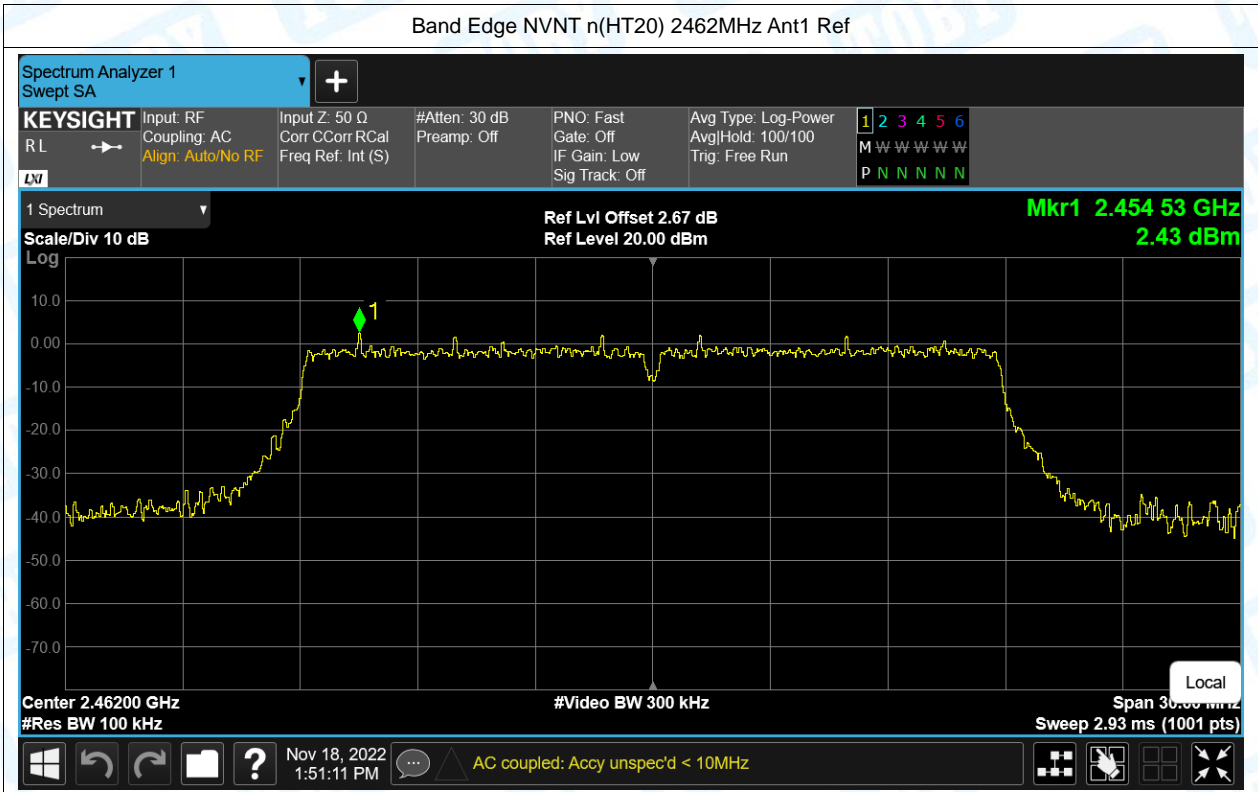 Band Edge NVNT n(HT20) 2462MHz Ant1 Ref
Spectrum Analyzer 1
Swept SA
KEYSIGHT
R L
LXI
Input: RF
Coupling: AC
Align: Auto/No RF
Input Z: 50 Ω
Corr CCorr RCal
Freq Ref: Int (S)
#Atten: 30 dB
Preamp: Off
PNO: Fast
Gate: Off
IF Gain: Low
Sig Track: Off
Avg Type: Log-Power
Avg|Hold: 100/100
Trig: Free Run
1 2 3 4 5 6
M W W W W W
P N N N N N
1 Spectrum
Scale/Div 10 dB
Log
Ref Lvl Offset 2.67 dB
Ref Level 20.00 dBm
Mkr1 2.454 53 GHz
2.43 dBm
1
10.0
0.00
-10.0
-20.0
-30.0
-40.0
-50.0
-60.0
-70.0
Local
Center 2.46200 GHz
#Res BW 100 kHz
#Video BW 300 kHz
Span 30.00 MHz
Sweep 2.93 ms (1001 pts)
?
Nov 18, 2022
1:51:11 PM
AC coupled: Accy unspec'd < 10MHz